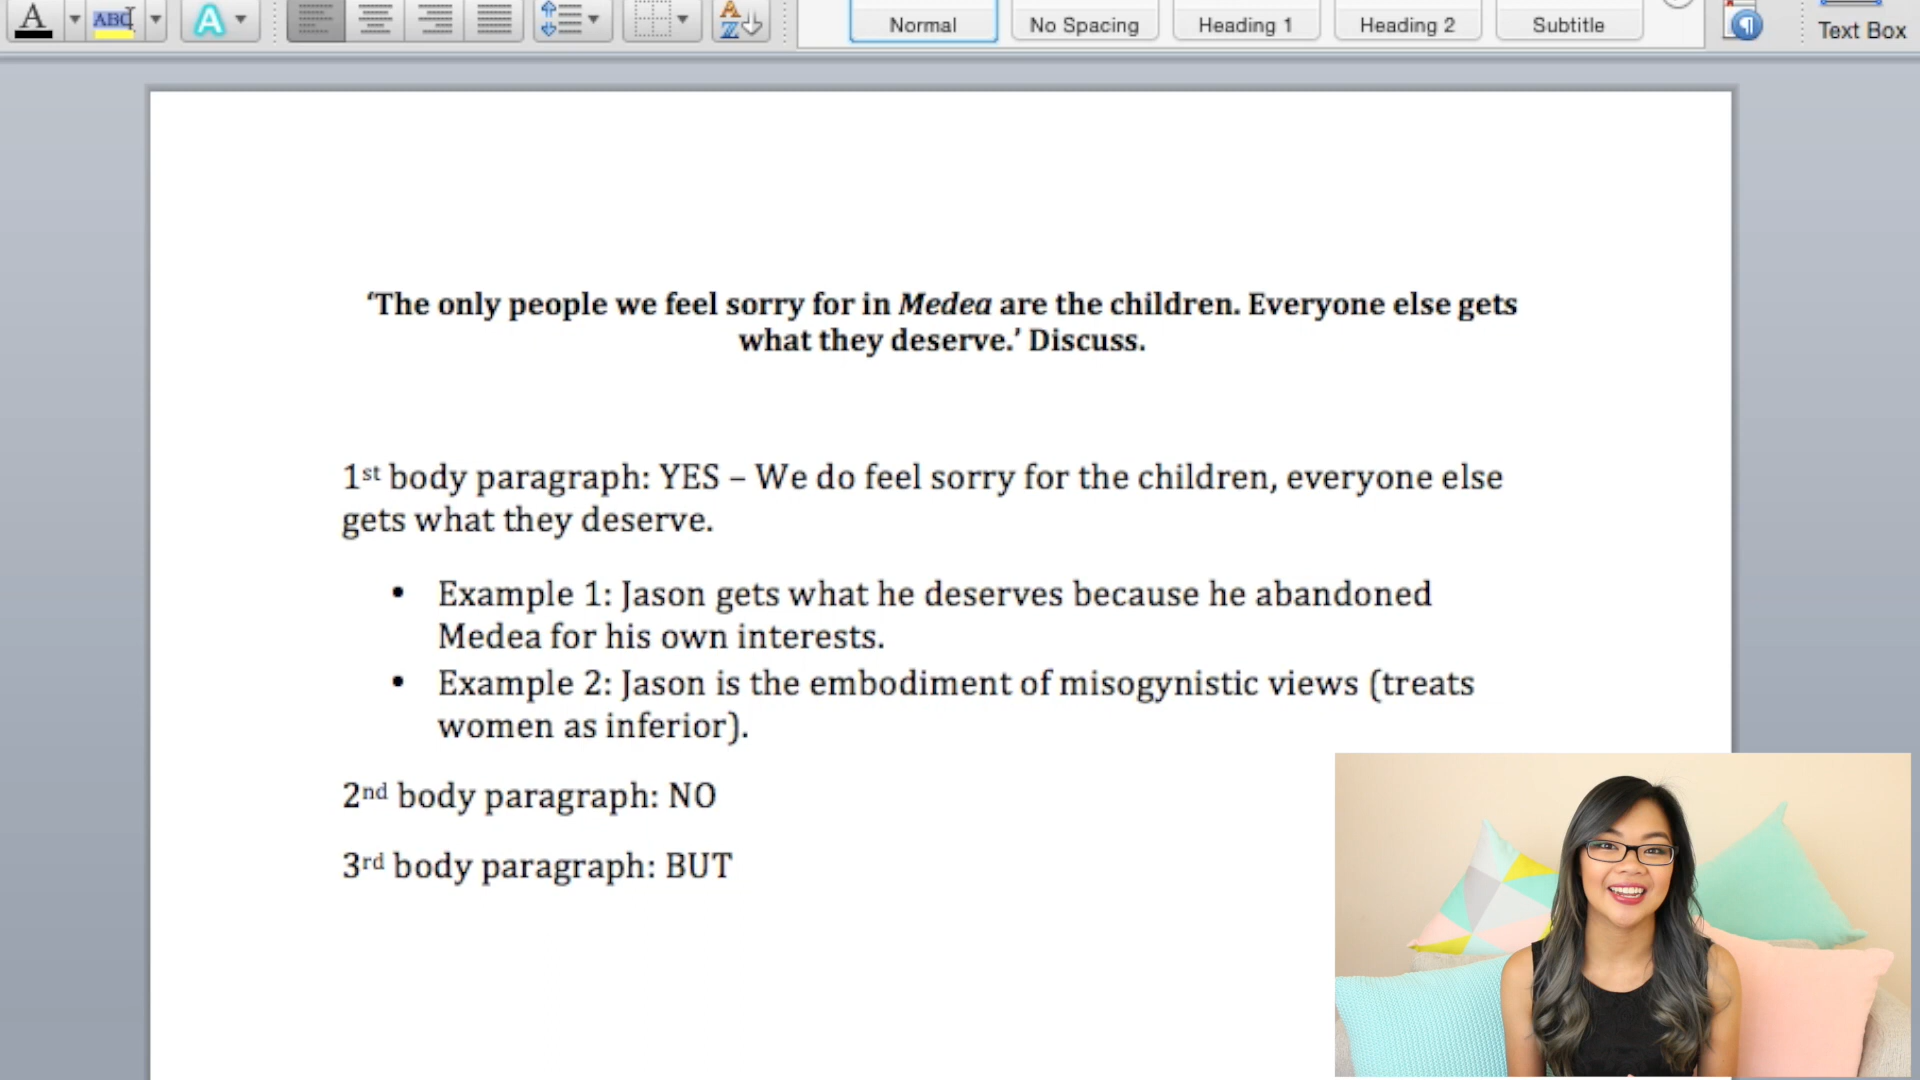 A ABC A A Z
Normal No Spacing Heading 1 Heading 2 Subtitle Text Box
‘The only people we feel sorry for in Medea are the children. Everyone else gets
what they deserve.’ Discuss.
1st body paragraph: YES – We do feel sorry for the children, everyone else
gets what they deserve.
• Example 1: Jason gets what he deserves because he abandoned
Medea for his own interests.
• Example 2: Jason is the embodiment of misogynistic views (treats
women as inferior).
2nd body paragraph: NO
3rd body paragraph: BUT